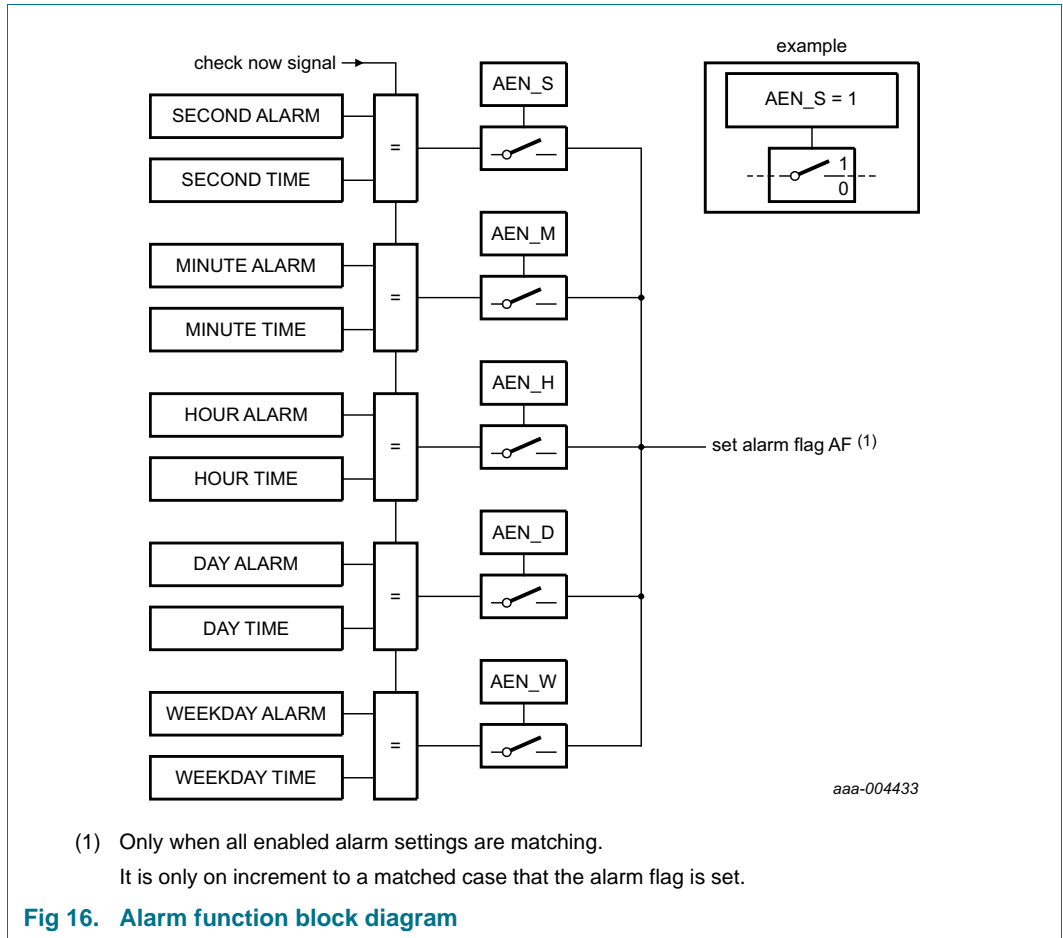 check now signal
example
AEN_S
AEN_S = 1
SECOND ALARM
=
1
0
SECOND TIME
AEN_M
MINUTE ALARM
=
MINUTE TIME
AEN_H
HOUR ALARM
=
set alarm flag AF (1)
HOUR TIME
AEN_D
DAY ALARM
=
DAY TIME
AEN_W
WEEKDAY ALARM
=
WEEKDAY TIME
aaa-004433
(1) Only when all enabled alarm settings are matching.
It is only on increment to a matched case that the alarm flag is set.
Fig 16. Alarm function block diagram